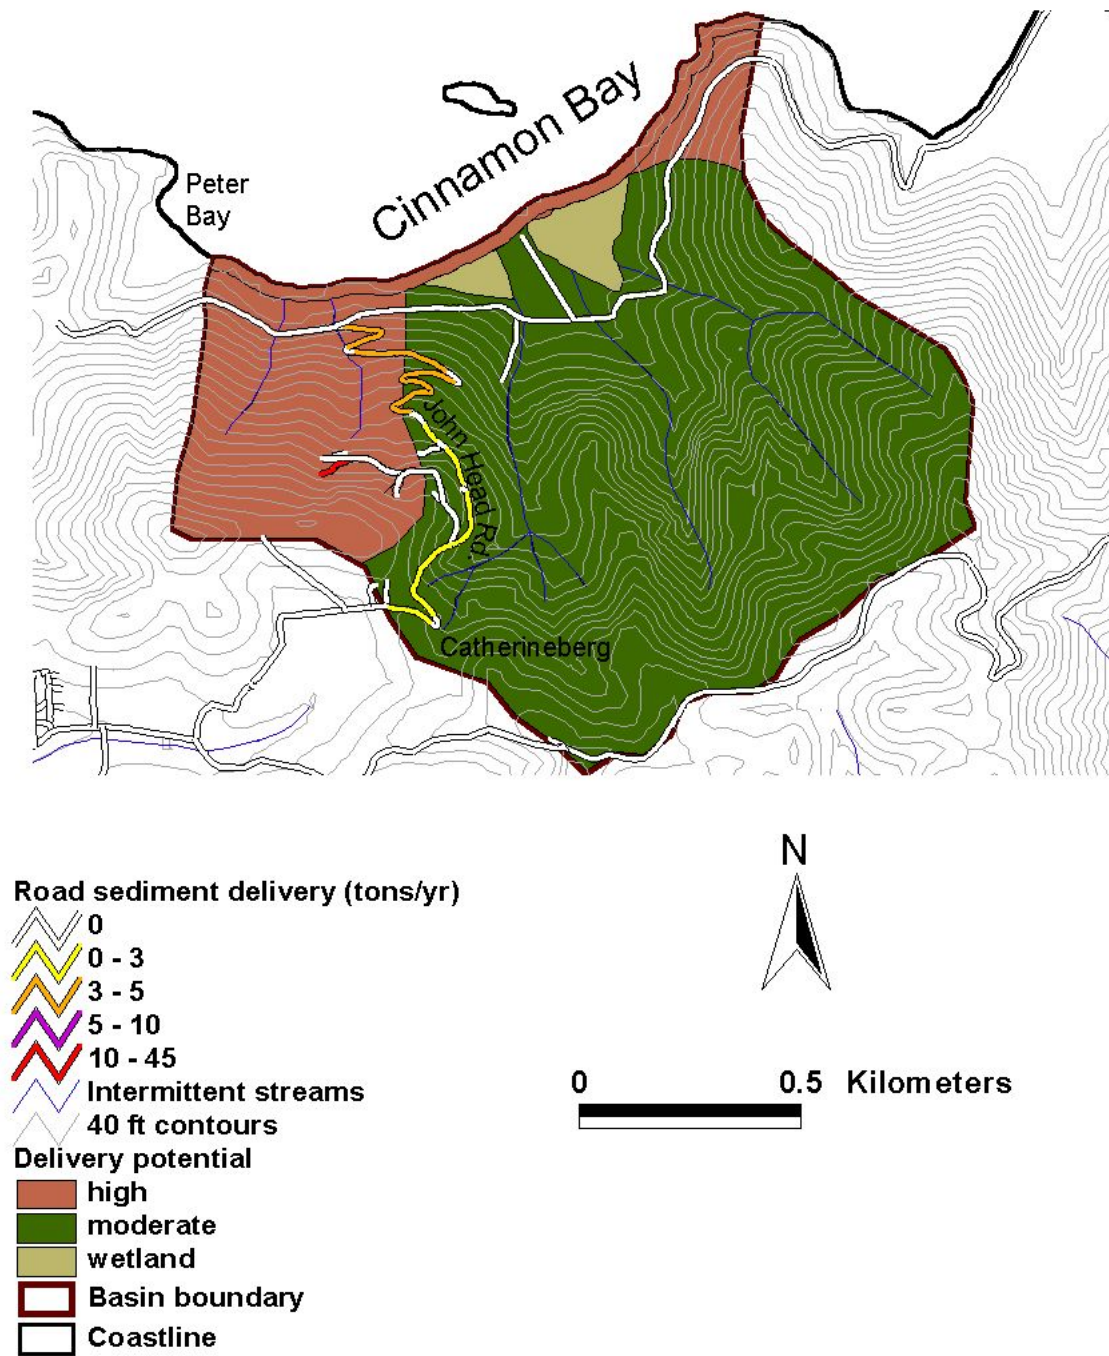 Cinnamon Bay
Peter
Bay
John Head Rd.
Catherineberg
N
Road sediment delivery (tons/yr)
0
0 - 3
3 - 5
5 - 10
10 - 45
Intermittent streams
40 ft contours
Delivery potential
high
moderate
wetland
Basin boundary
Coastline
0 0.5 Kilometers